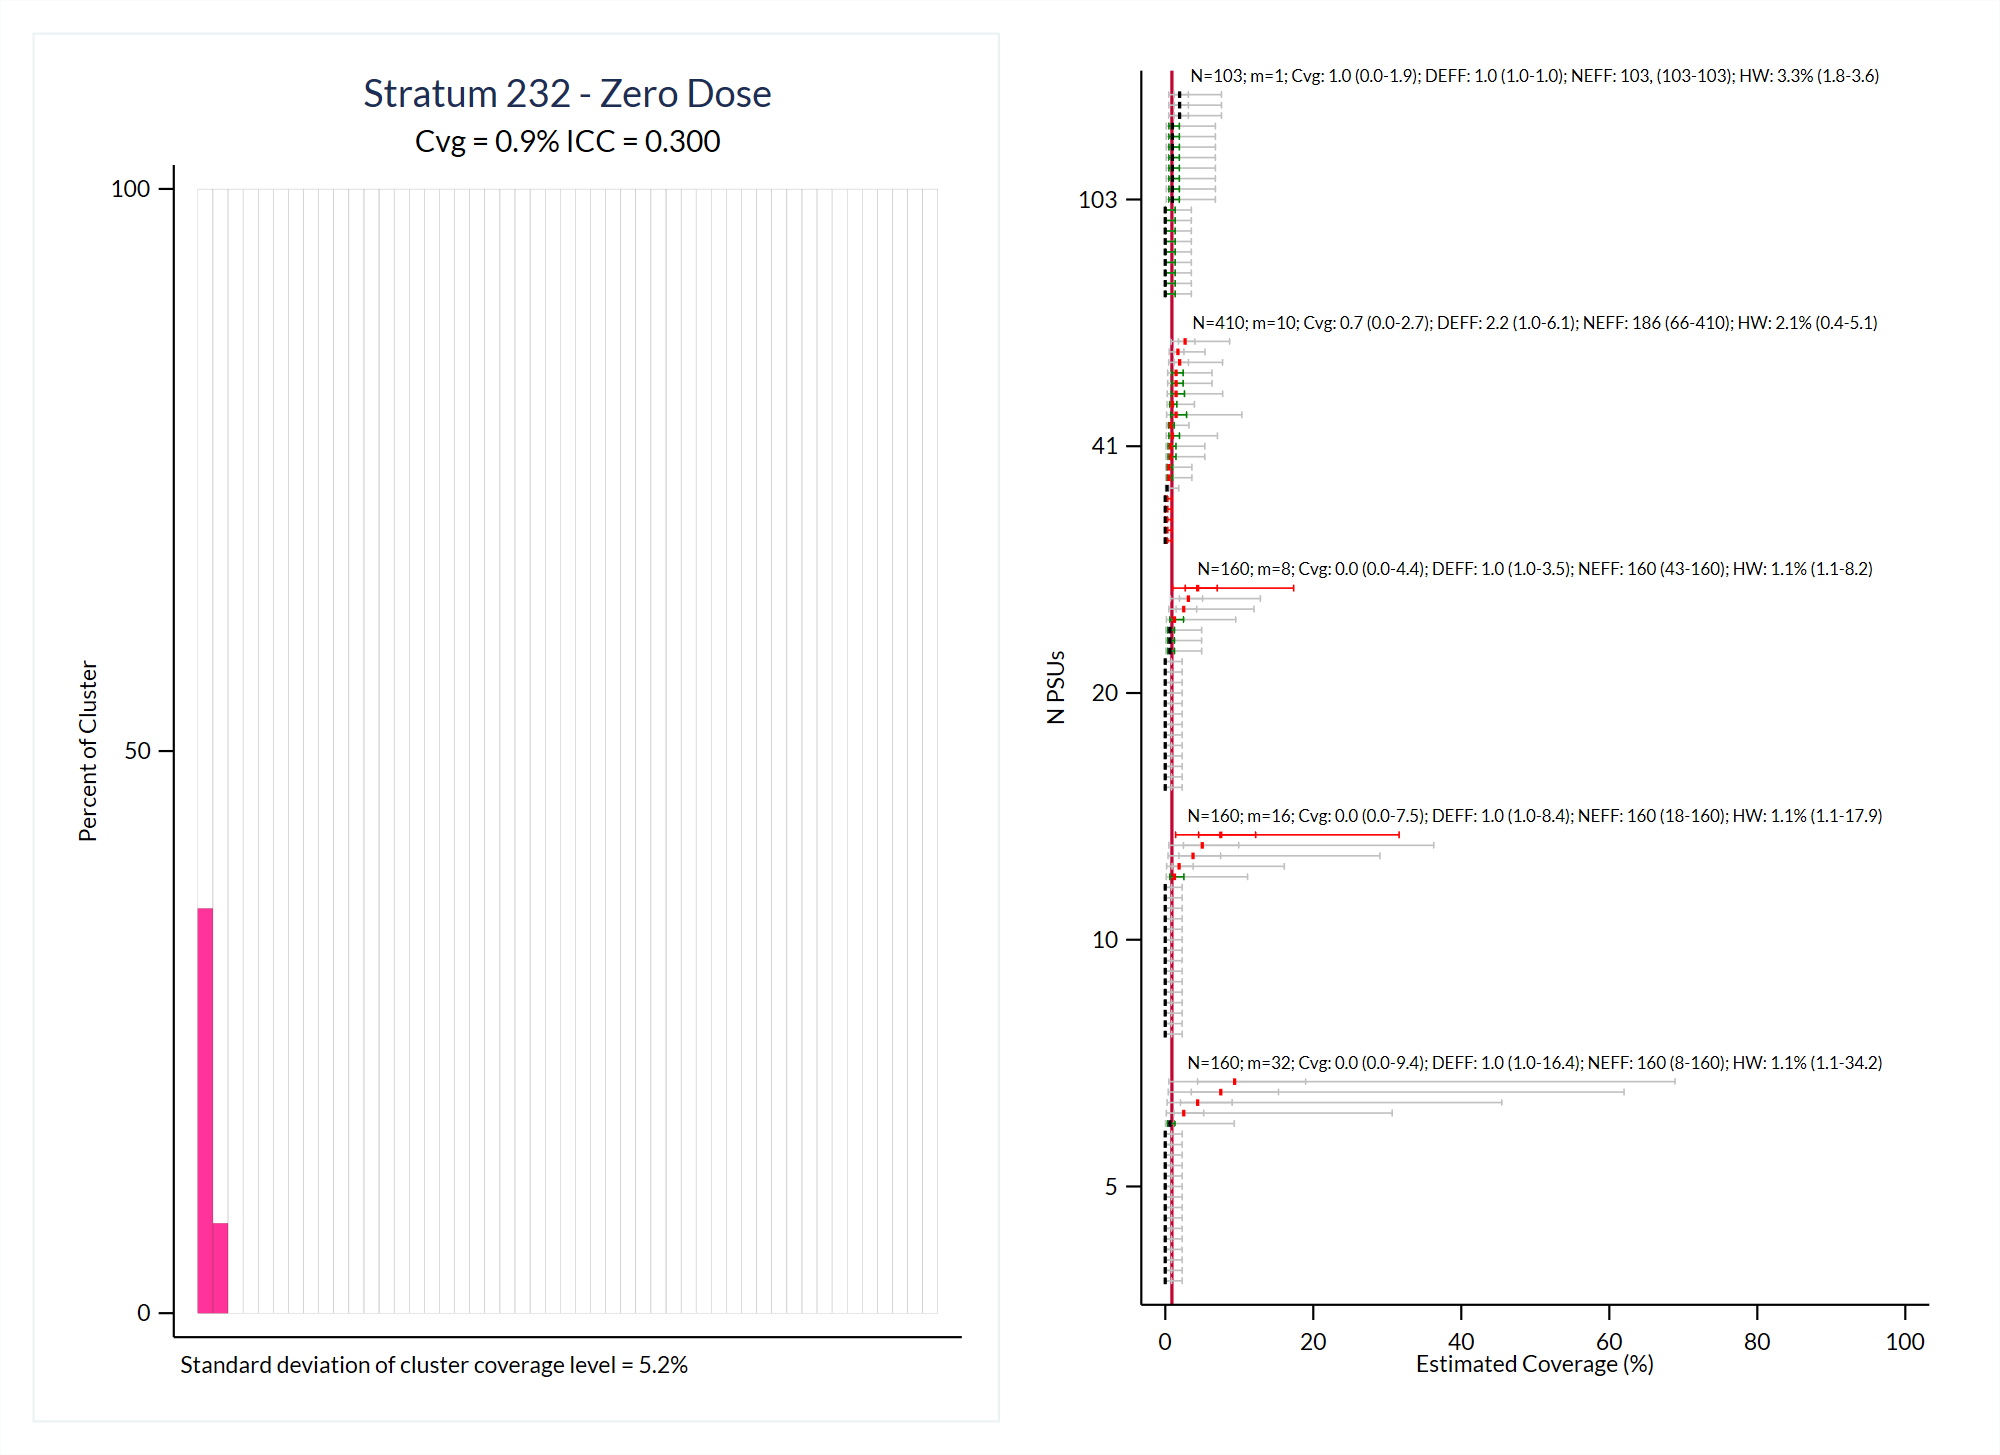 Stratum 232 - Zero Dose
Cvg = 0.9% ICC = 0.300
100
50
0
Percent of Cluster
Standard deviation of cluster coverage level = 5.2%
N=103; m=1; Cvg: 1.0 (0.0-1.9); DEFF: 1.0 (1.0-1.0); NEFF: 103, (103-103); HW: 3.3% (1.8-3.6)
103
N=410; m=10; Cvg: 0.7 (0.0-2.7); DEFF: 2.2 (1.0-6.1); NEFF: 186 (66-410); HW: 2.1% (0.4-5.1)
41
N=160; m=8; Cvg: 0.0 (0.0-4.4); DEFF: 1.0 (1.0-3.5); NEFF: 160 (43-160); HW: 1.1% (1.1-8.2)
20
N PSUs
N=160; m=16; Cvg: 0.0 (0.0-7.5); DEFF: 1.0 (1.0-8.4); NEFF: 160 (18-160); HW: 1.1% (1.1-17.9)
10
N=160; m=32; Cvg: 0.0 (0.0-9.4); DEFF: 1.0 (1.0-16.4); NEFF: 160 (8-160); HW: 1.1% (1.1-34.2)
5
0 20 40 60 80 100
Estimated Coverage (%)